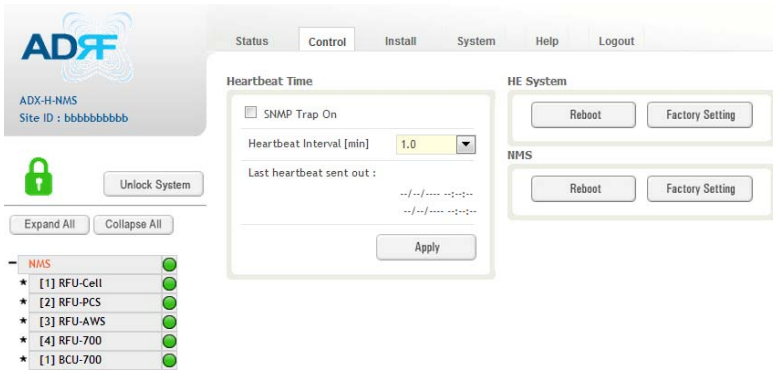 ADRF
ADX-H-NMS
Site ID : bbbbbbbbbb
Unlock System
Expand All Collapse All
NMS
★ [1] RFU-Cell
★ [2] RFU-PCS
★ [3] RFU-AWS
★ [4] RFU-700
★ [1] BCU-700
Status Control Install System Help Logout
Heartbeat Time
SNMP Trap On
Heartbeat Interval [min] 1.0
Last heartbeat sent out :
--/--/---- --:--:--
--/--/---- --:--:--
Apply
HE System
Reboot Factory Setting
NMS
Reboot Factory Setting